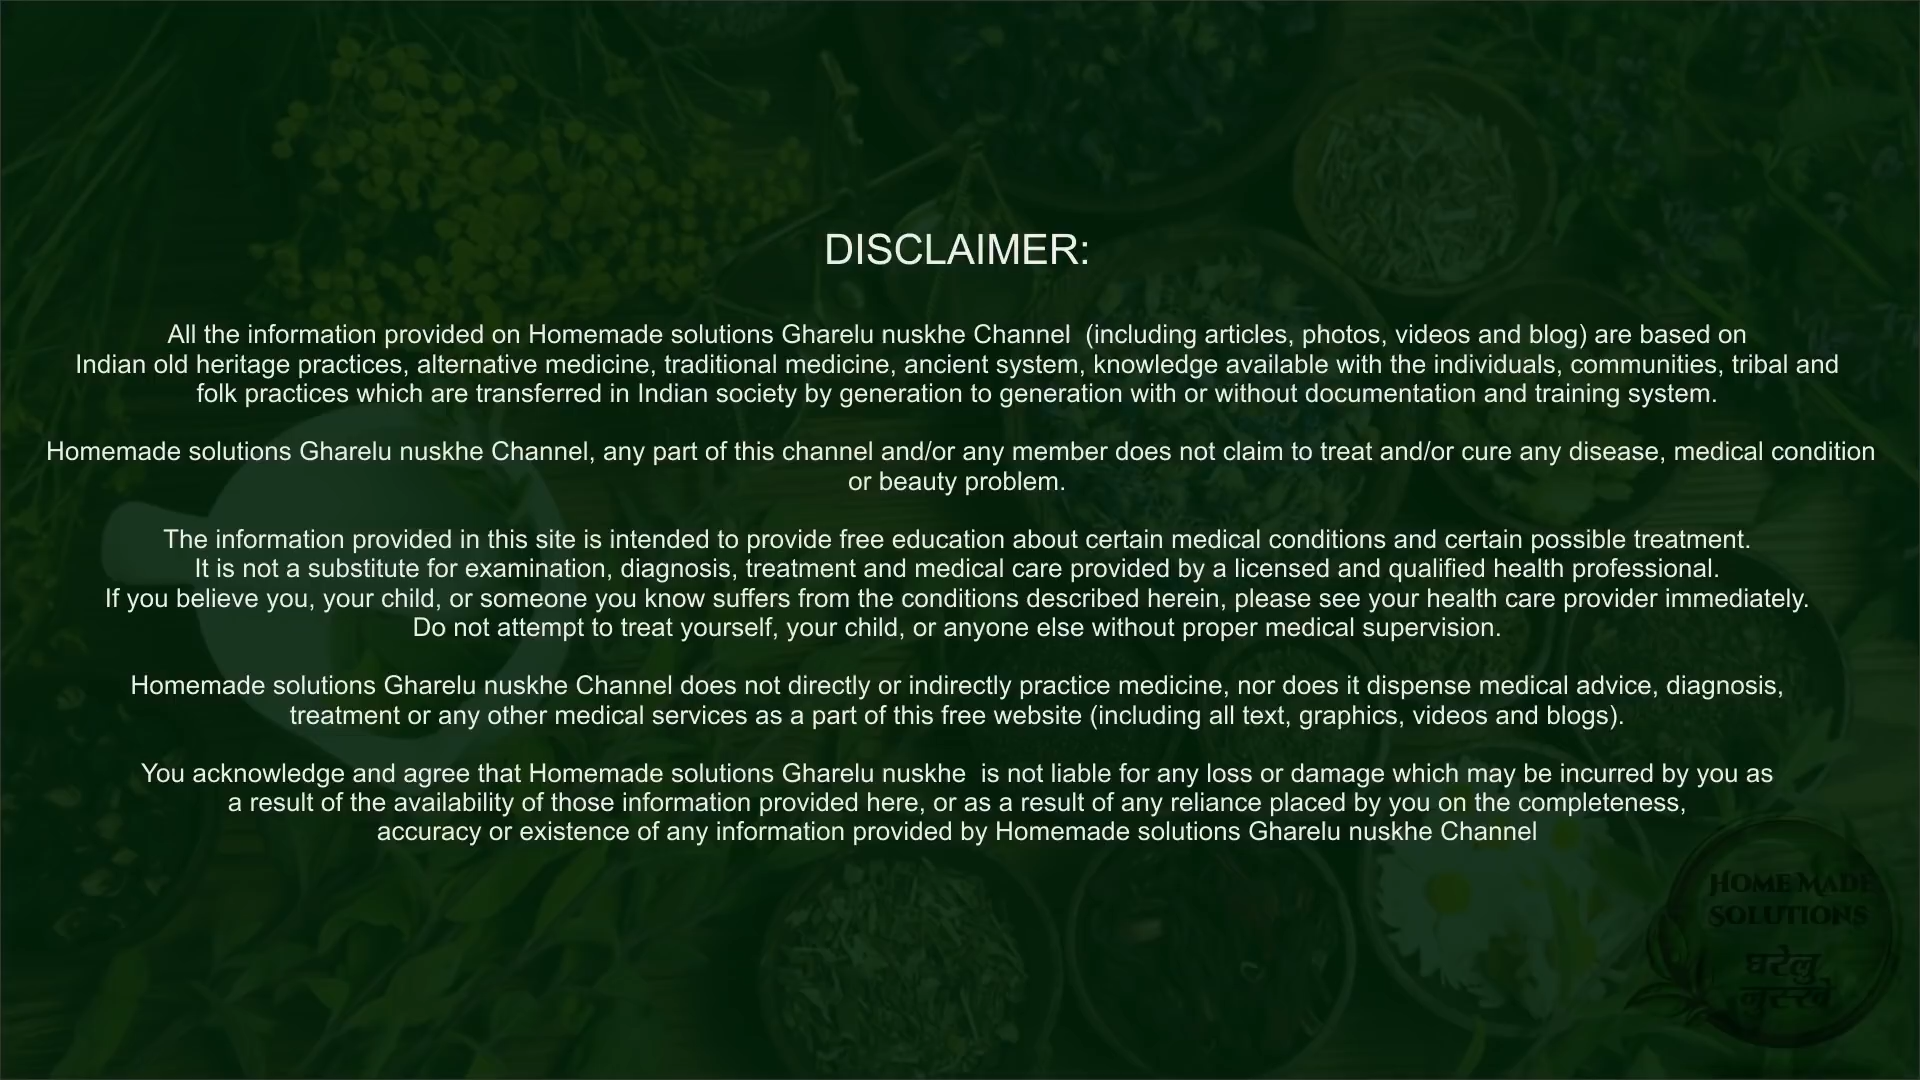 DISCLAIMER:
All the information provided on Homemade solutions Gharelu nuskhe Channel  (including articles, photos, videos and blog) are based on
Indian old heritage practices, alternative medicine, traditional medicine, ancient system, knowledge available with the individuals, communities, tribal and
folk practices which are transferred in Indian society by generation to generation with or without documentation and training system.
Homemade solutions Gharelu nuskhe Channel, any part of this channel and/or any member does not claim to treat and/or cure any disease, medical condition
or beauty problem.
The information provided in this site is intended to provide free education about certain medical conditions and certain possible treatment.
It is not a substitute for examination, diagnosis, treatment and medical care provided by a licensed and qualified health professional.
If you believe you, your child, or someone you know suffers from the conditions described herein, please see your health care provider immediately.
Do not attempt to treat yourself, your child, or anyone else without proper medical supervision.
Homemade solutions Gharelu nuskhe Channel does not directly or indirectly practice medicine, nor does it dispense medical advice, diagnosis,
treatment or any other medical services as a part of this free website (including all text, graphics, videos and blogs).
You acknowledge and agree that Homemade solutions Gharelu nuskhe  is not liable for any loss or damage which may be incurred by you as
a result of the availability of those information provided here, or as a result of any reliance placed by you on the completeness,
accuracy or existence of any information provided by Homemade solutions Gharelu nuskhe Channel
HOME MADE
SOLUTIONS
घरेलु
नुस्खे